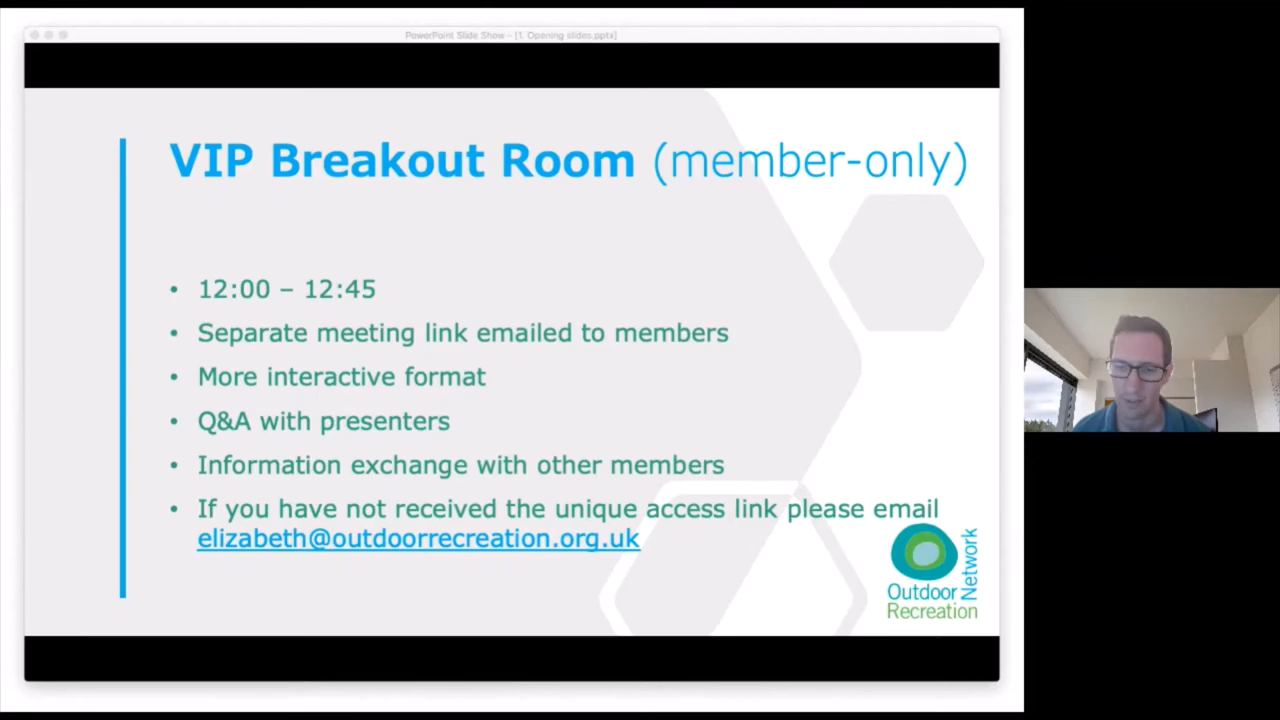 PowerPoint Slide Show - [1. Opening slides.pptx]
VIP Breakout Room (member-only)
• 12:00 – 12:45
• Separate meeting link emailed to members
• More interactive format
• Q&A with presenters
• Information exchange with other members
• If you have not received the unique access link please email
elizabeth@outdoorrecreation.org.uk
Outdoor
Recreation
Network